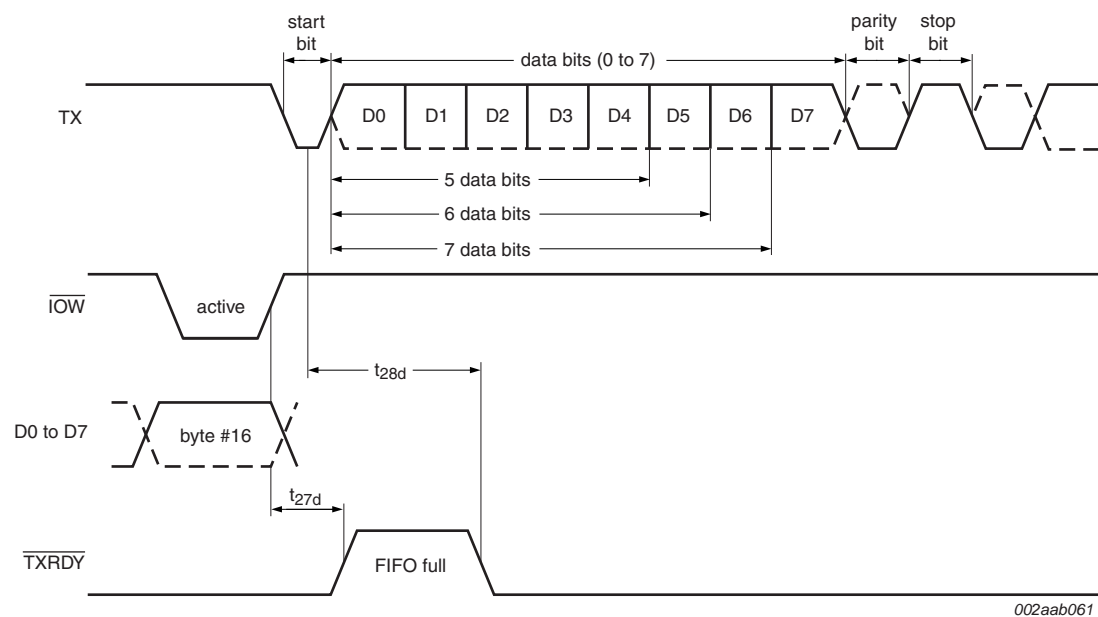 start
bit
data bits (0 to 7)
parity
bit
stop
bit
TX
D0 D1 D2 D3 D4 D5 D6 D7
5 data bits
6 data bits
7 data bits
IOW
active
t28d
D0 to D7
byte #16
t27d
TXRDY
FIFO full
002aab061